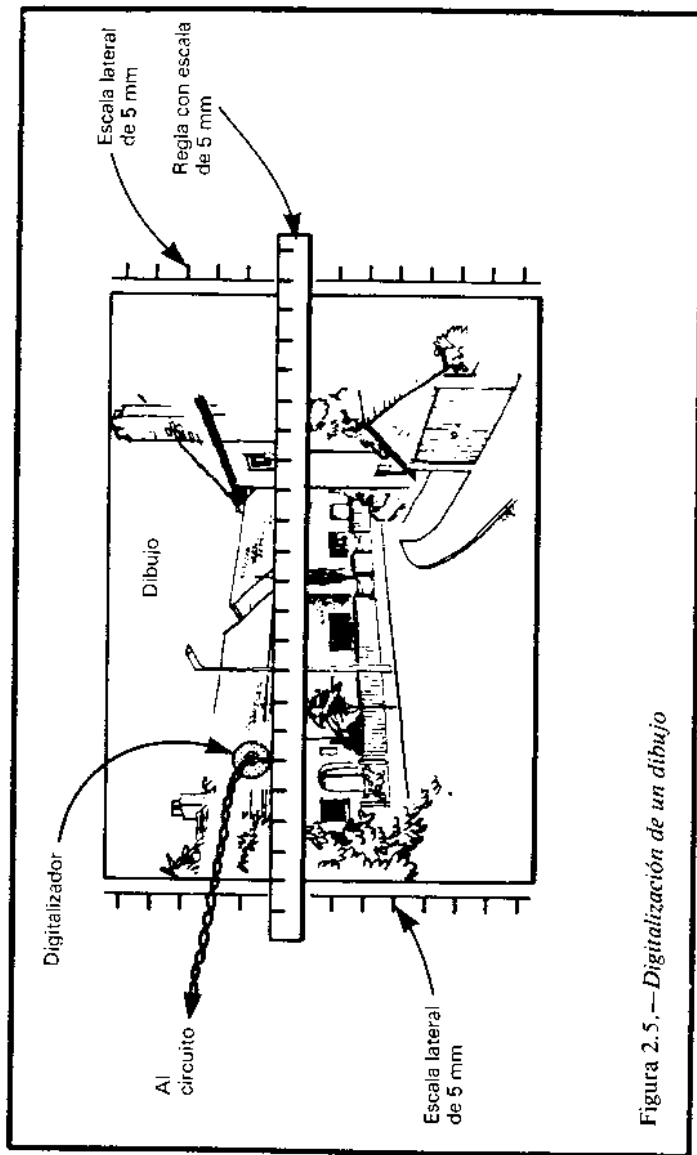 Digitalizador
Al
circuito
Dibujo
Escala lateral
de 5 mm
Regla con escala
de 5 mm
Escala lateral
de 5 mm
Figura 2.5.—Digitalización de un dibujo